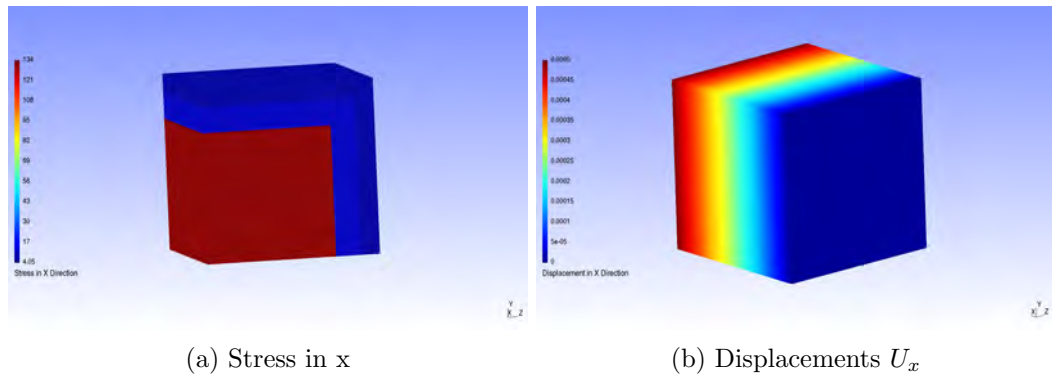 134
121
108
95
82
69
56
43
30
17
4.05
Stress in X Direction
Y
X Z
0.0005
0.00045
0.0004
0.00035
0.0003
0.00025
0.0002
0.00015
0.0001
5e-05
0
Displacement in X Direction
Y
X Z
(a) Stress in x
(b) Displacements Uₓ